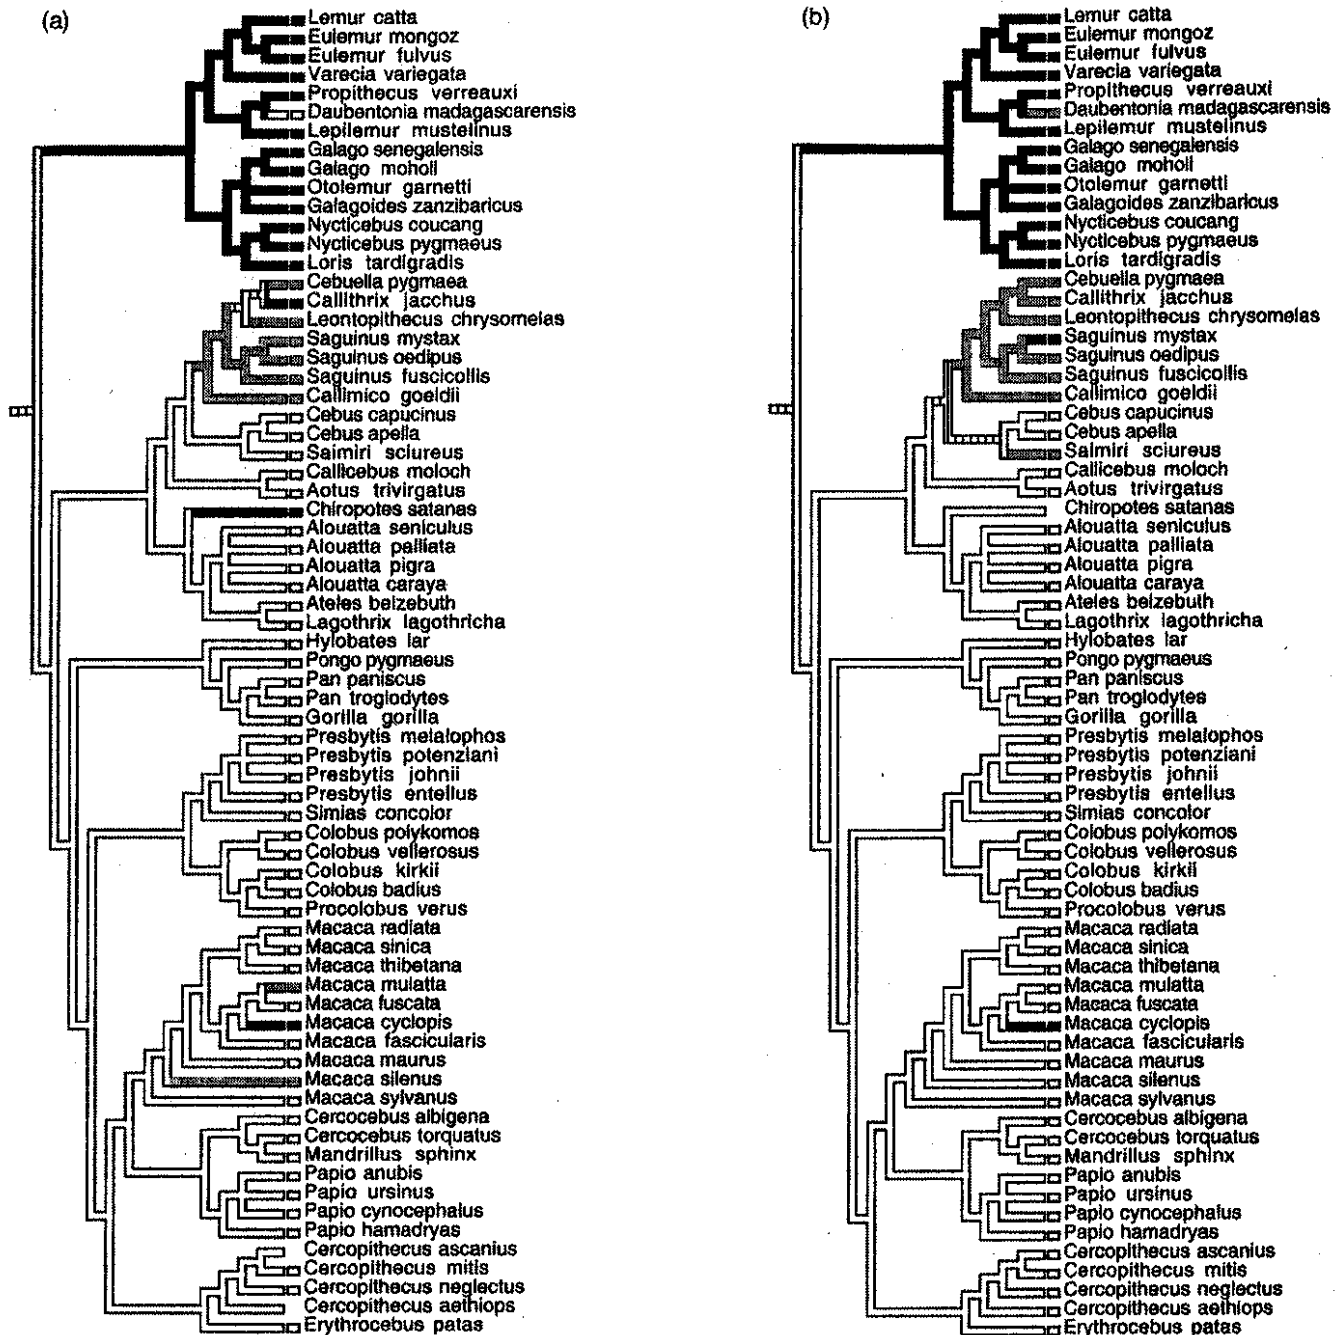 (a)
Lemur catta
Eulemur mongoz
Eulemur fulvus
Varecia variegata
Propithecus verreauxi
Daubentonia madagascarensis
Lepilemur mustelinus
Galago senegalensis
Galago moholi
Otolemur garnetti
Galagoides zanzibaricus
Nycticebus coucang
Nycticebus pygmaeus
Loris tardigradis
Cebuella pygmaea
Callithrix jacchus
Leontopithecus chrysomelas
Saguinus mystax
Saguinus oedipus
Saguinus fuscicollis
Callimico goeldii
Cebus capucinus
Cebus apella
Saimiri sciureus
Callicebus moloch
Aotus trivirgatus
Chiropotes satanas
Alouatta seniculus
Alouatta palliata
Alouatta pigra
Alouatta caraya
Ateles belzebuth
Lagothrix lagothricha
Hylobates lar
Pongo pygmaeus
Pan paniscus
Pan troglodytes
Gorilla gorilla
Presbytis melalophos
Presbytis potenziani
Presbytis johnii
Presbytis entellus
Simias concolor
Colobus polykomos
Colobus vellerosus
Colobus kirkii
Colobus badius
Procolobus verus
Macaca radiata
Macaca sinica
Macaca thibetana
Macaca mulatta
Macaca fuscata
Macaca cyclopis
Macaca fascicularis
Macaca maurus
Macaca silenus
Macaca sylvanus
Cercocebus albigena
Cercocebus torquatus
Mandrillus sphinx
Papio anubis
Papio ursinus
Papio cynocephalus
Papio hamadryas
Cercopithecus ascanius
Cercopithecus mitis
Cercopithecus neglectus
Cercopithecus aethiops
Erythrocebus patas
(b)
Lemur catta
Eulemur mongoz
Eulemur fulvus
Varecia variegata
Propithecus verreauxi
Daubentonia madagascarensis
Lepilemur mustelinus
Galago senegalensis
Galago moholi
Otolemur garnetti
Galagoides zanzibaricus
Nycticebus coucang
Nycticebus pygmaeus
Loris tardigradis
Cebuella pygmaea
Callithrix jacchus
Leontopithecus chrysomelas
Saguinus mystax
Saguinus oedipus
Saguinus fuscicollis
Callimico goeldii
Cebus capucinus
Cebus apella
Saimiri sciureus
Callicebus moloch
Aotus trivirgatus
Chiropotes satanas
Alouatta seniculus
Alouatta palliata
Alouatta pigra
Alouatta caraya
Ateles belzebuth
Lagothrix lagothricha
Hylobates lar
Pongo pygmaeus
Pan paniscus
Pan troglodytes
Gorilla gorilla
Presbytis melalophos
Presbytis potenziani
Presbytis johnii
Presbytis entellus
Simias concolor
Colobus polykomos
Colobus vellerosus
Colobus kirkii
Colobus badius
Procolobus verus
Macaca radiata
Macaca sinica
Macaca thibetana
Macaca mulatta
Macaca fuscata
Macaca cyclopis
Macaca fascicularis
Macaca maurus
Macaca silenus
Macaca sylvanus
Cercocebus albigena
Cercocebus torquatus
Mandrillus sphinx
Papio anubis
Papio ursinus
Papio cynocephalus
Papio hamadryas
Cercopithecus ascanius
Cercopithecus mitis
Cercopithecus neglectus
Cercopithecus aethiops
Erythrocebus patas